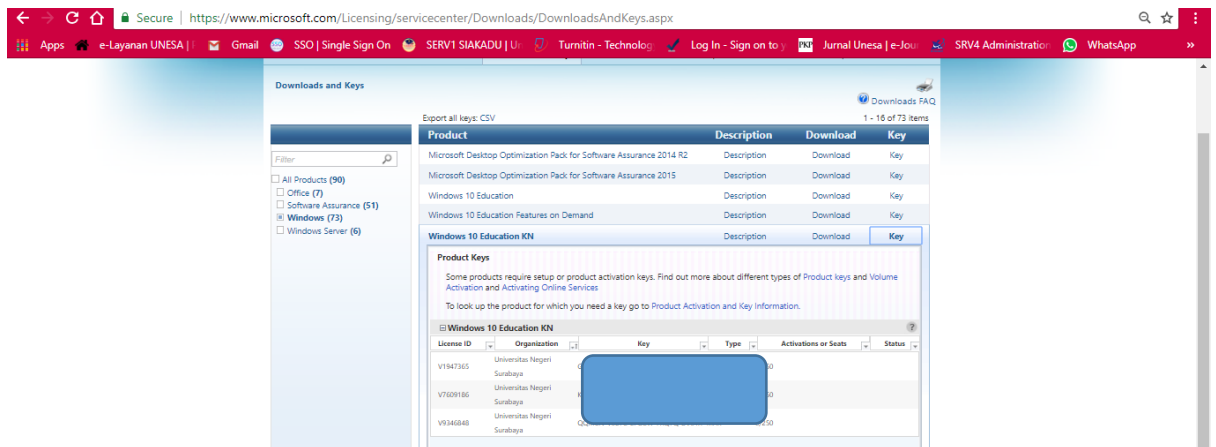 Secure | https://www.microsoft.com/Licensing/servicecenter/Downloads/DownloadsAndKeys.aspx
Apps e-Layanan UNESA | Gmail SSO | Single Sign On SERV1 SIAKADU | Turnitin - Technolog Log In - Sign on to y PKP Jurnal Unesa | e-Jou SRV4 Administration WhatsApp »
Downloads and Keys
Downloads FAQ
Export all keys: CSV 1 - 16 of 73 items
Product Description Download Key
Filter
All Products (90)
Office (7)
Software Assurance (51)
Windows (73)
Windows Server (6)
Microsoft Desktop Optimization Pack for Software Assurance 2014 R2 Description Download Key
Microsoft Desktop Optimization Pack for Software Assurance 2015 Description Download Key
Windows 10 Education Description Download Key
Windows 10 Education Features on Demand Description Download Key
Windows 10 Education KN Description Download Key
Product Keys
Some products require setup or product activation keys. Find out more about different types of Product keys and Volume
Activation and Activating Online Services
To look up the product for which you need a key go to Product Activation and Key Information.
Windows 10 Education KN
License ID Organization Key Type Activations or Seats Status
V1947365 Universitas Negeri
Surabaya
V7609186 Universitas Negeri
Surabaya
V9346848 Universitas Negeri
Surabaya